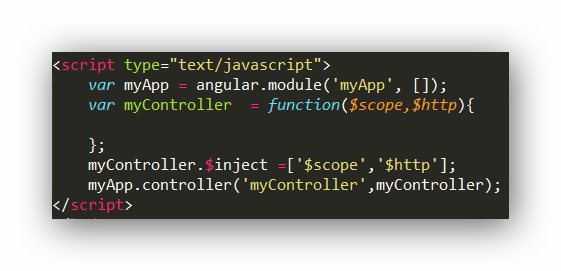 <script type="text/javascript">
    var myApp = angular.module('myApp', []);
    var myController  = function($scope,$http){

    };
    myController.$inject =['$scope','$http'];
    myApp.controller('myController',myController);
</script>